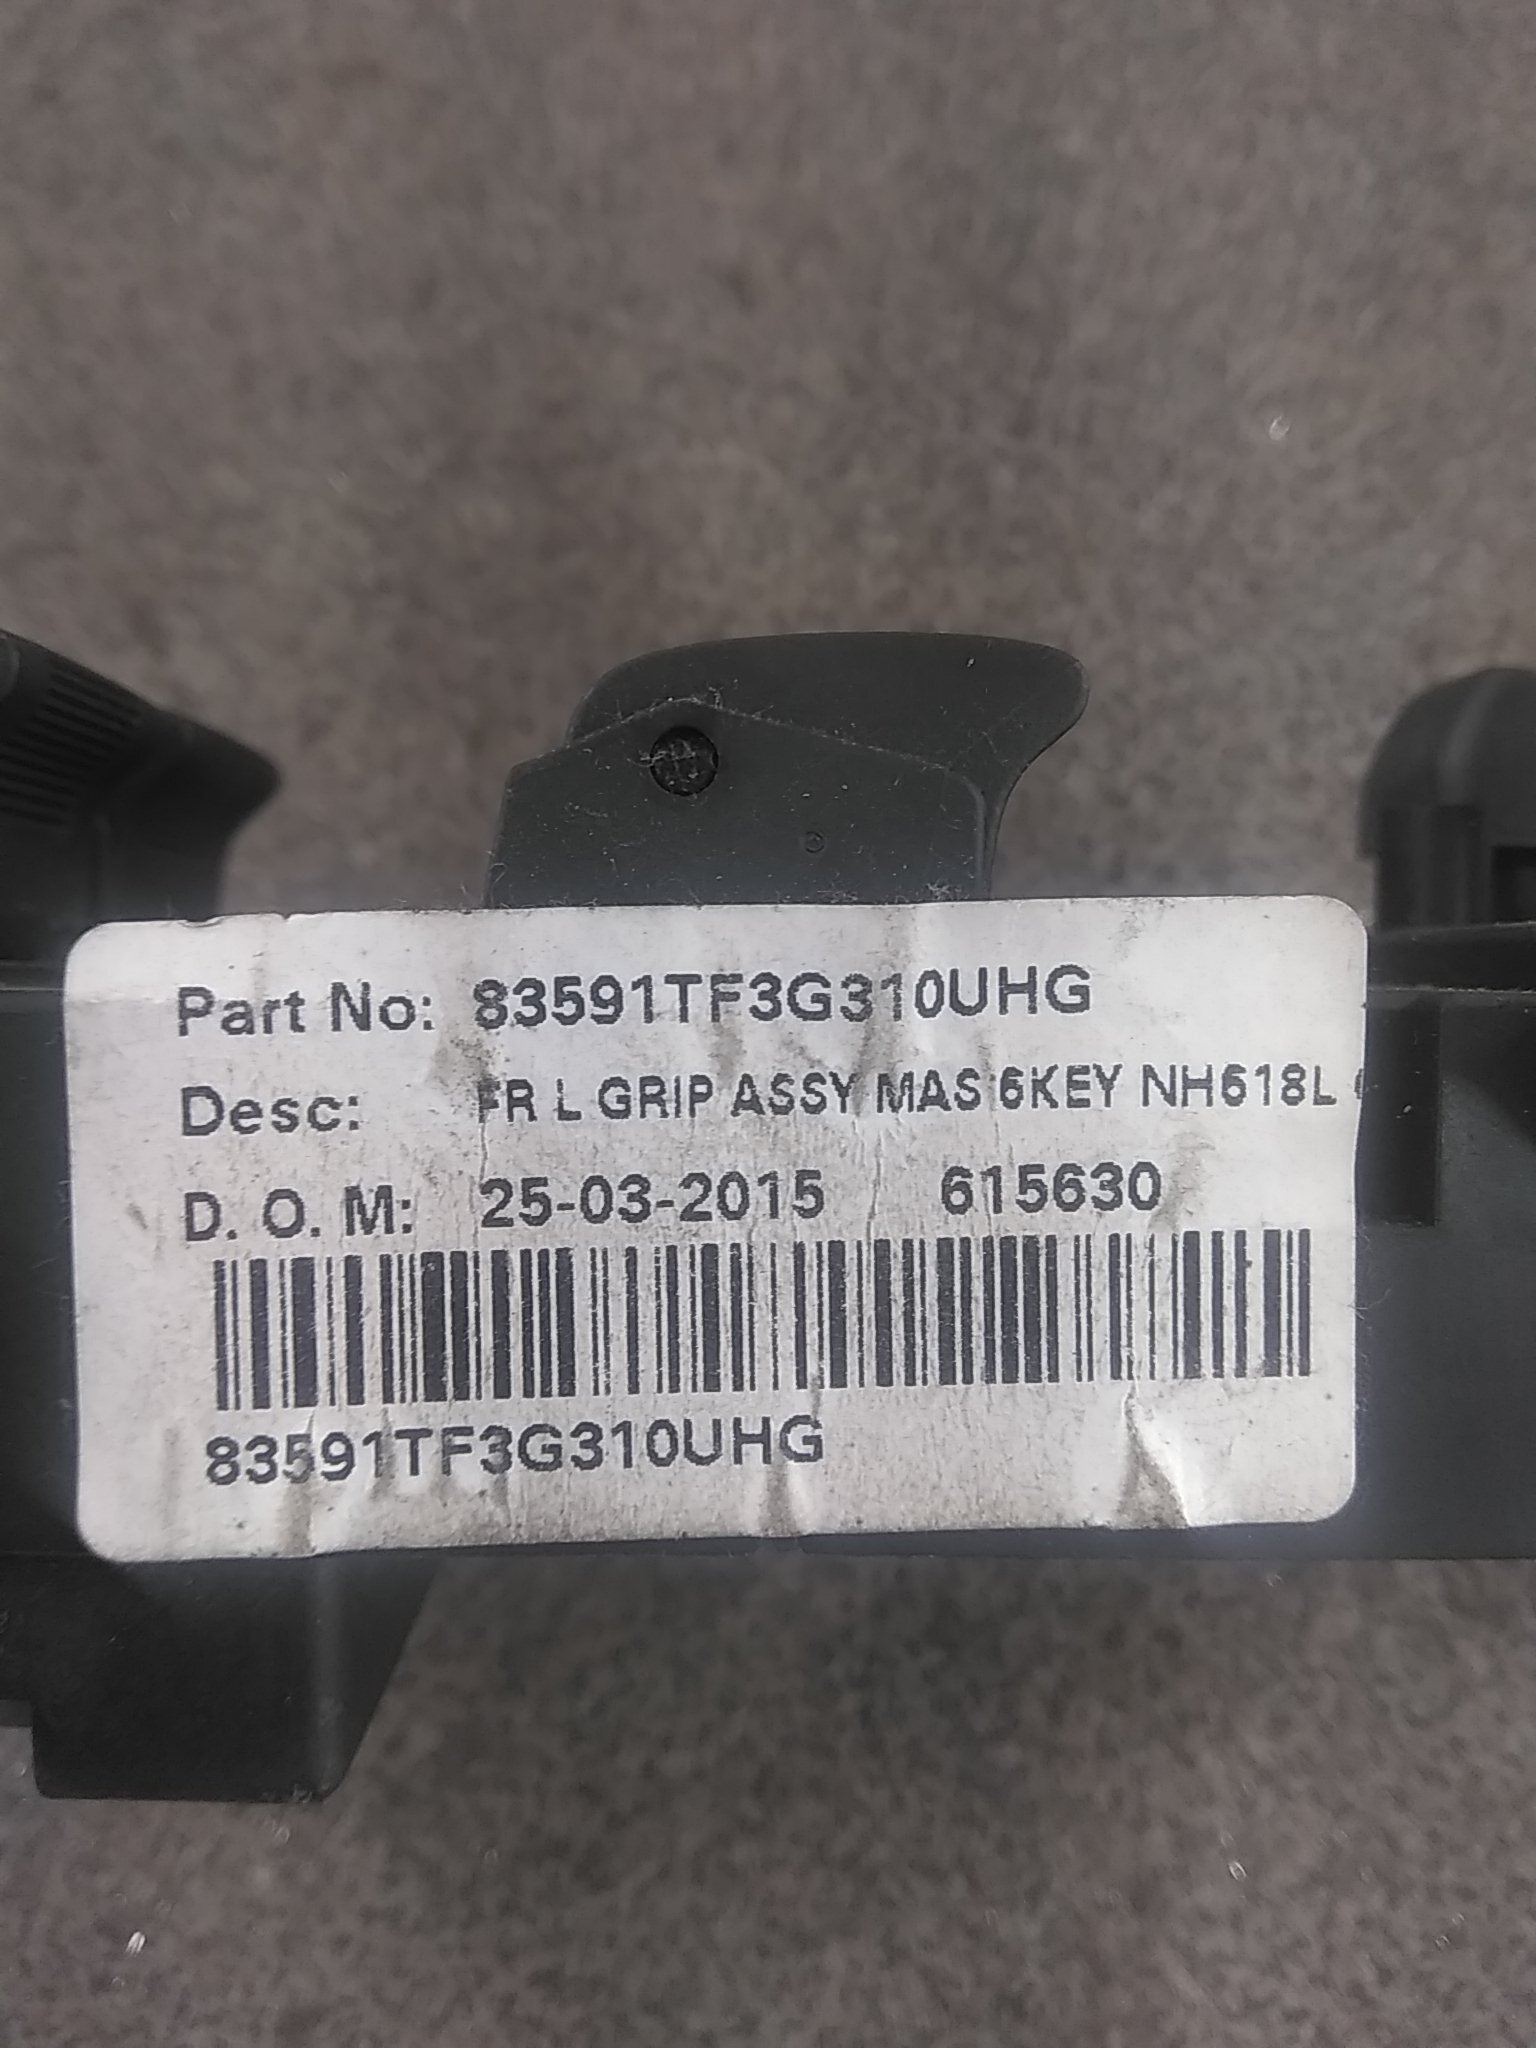 Part No: 83591TF3G310UHG
Desc: FR L GRIP ASSY MAS 6KEY NH618L
D. O. M: 25-03-2015 615630
83591TF3G310UHG